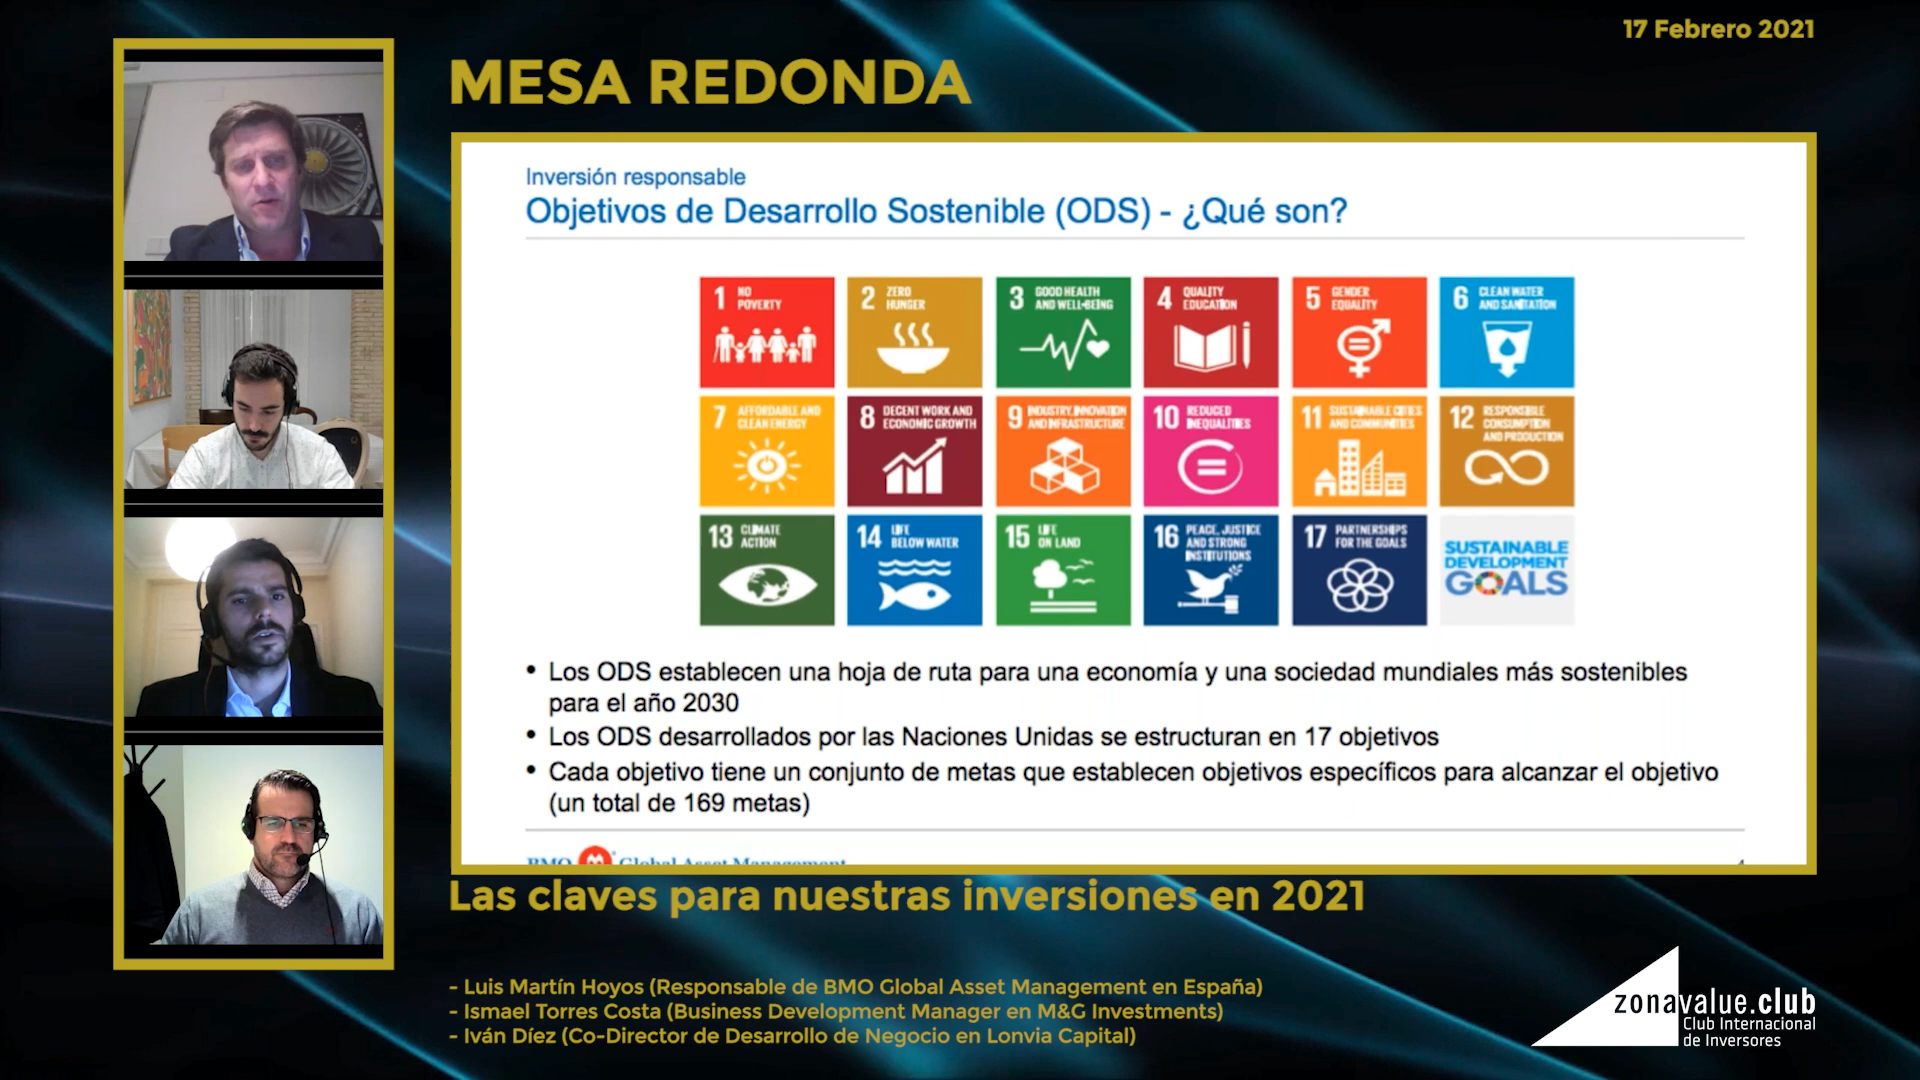 17 Febrero 2021
MESA REDONDA
Inversión responsable
Objetivos de Desarrollo Sostenible (ODS) - ¿Qué son?
1 NO
POVERTY
2 ZERO
HUNGER
3 GOOD HEALTH
AND WELL-BEING
4 QUALITY
EDUCATION
5 GENDER
EQUALITY
6 CLEAN WATER
AND SANITATION
7 AFFORDABLE AND
CLEAN ENERGY
8 DECENT WORK AND
ECONOMIC GROWTH
9 INDUSTRY, INNOVATION
AND INFRASTRUCTURE
10 REDUCED
INEQUALITIES
11 SUSTAINABLE CITIES
AND COMMUNITIES
12 RESPONSIBLE
CONSUMPTION
AND PRODUCTION
13 CLIMATE
ACTION
14 LIFE
BELOW WATER
15 LIFE
ON LAND
16 PEACE, JUSTICE
AND STRONG
INSTITUTIONS
17 PARTNERSHIPS
FOR THE GOALS
SUSTAINABLE
DEVELOPMENT
GOALS
• Los ODS establecen una hoja de ruta para una economía y una sociedad mundiales más sostenibles
para el año 2030
• Los ODS desarrollados por las Naciones Unidas se estructuran en 17 objetivos
• Cada objetivo tiene un conjunto de metas que establecen objetivos específicos para alcanzar el objetivo
(un total de 169 metas)
BMO Global Asset Management
4
Las claves para nuestras inversiones en 2021
- Luis Martín Hoyos (Responsable de BMO Global Asset Management en España)
- Ismael Torres Costa (Business Development Manager en M&G Investments)
- Iván Díez (Co-Director de Desarrollo de Negocio en Lonvia Capital)
zonavalue.club
Club Internacional
de Inversores